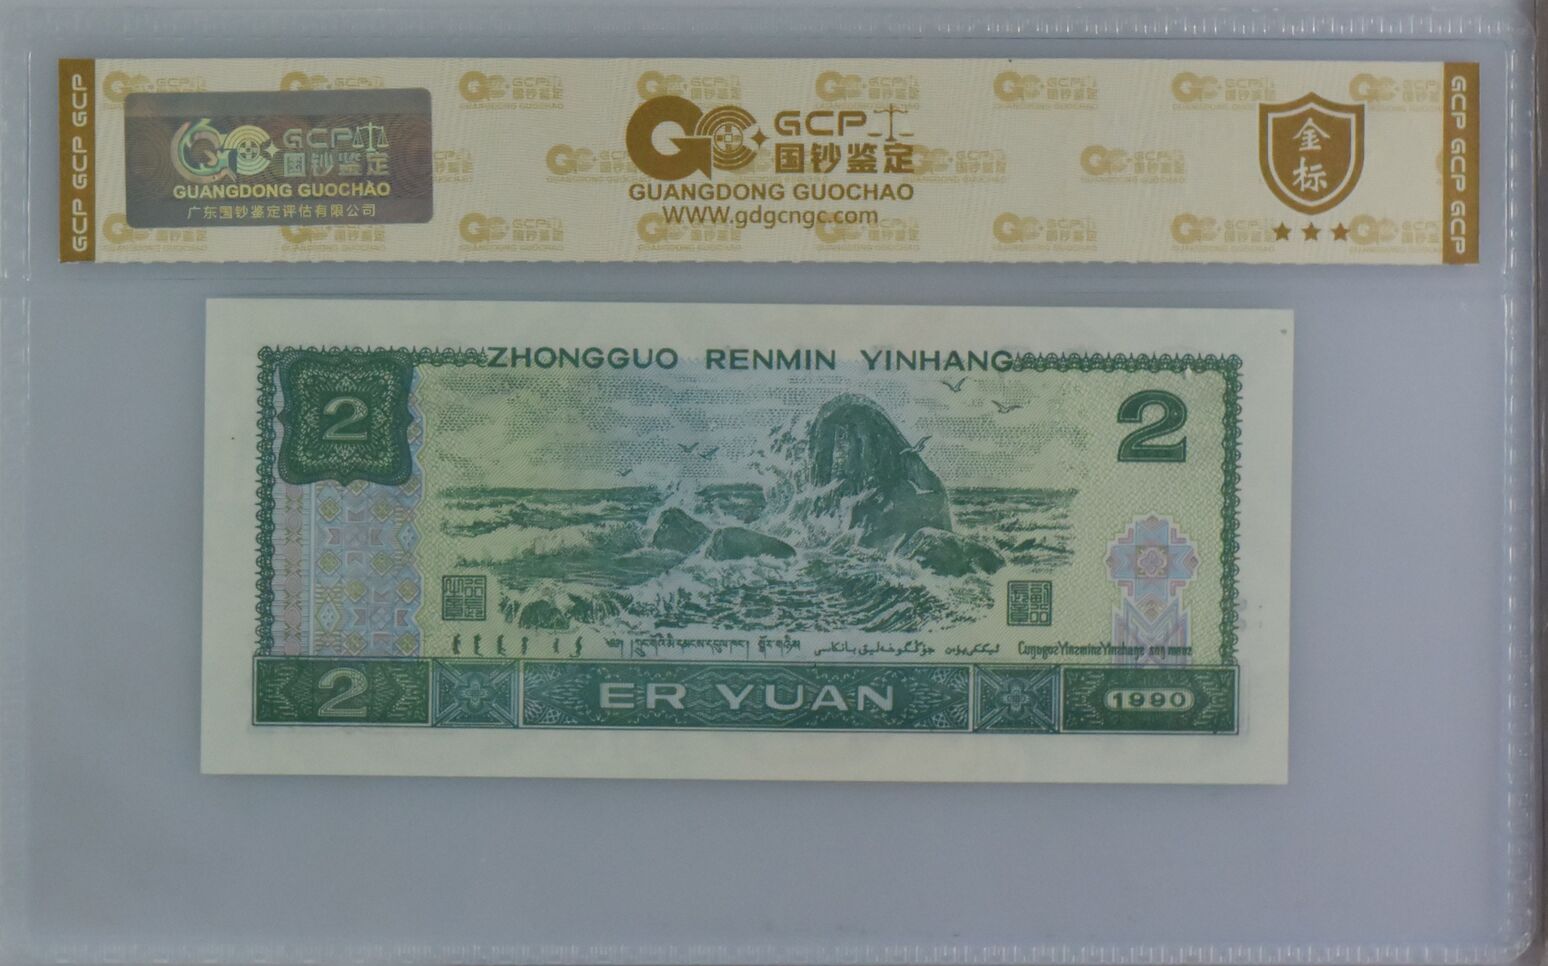 GCP GCP GCP
GCP
国钞鉴定
GUANGDONG GUOCHAO
广东国钞鉴定评估有限公司
GCP
国钞鉴定
GUANGDONG GUOCHAO
WWW.gdgcngc.com
金标
GCP GCP GCP
ZHONGGUO RENMIN YINHANG
2
2
2
ER YUAN
1990